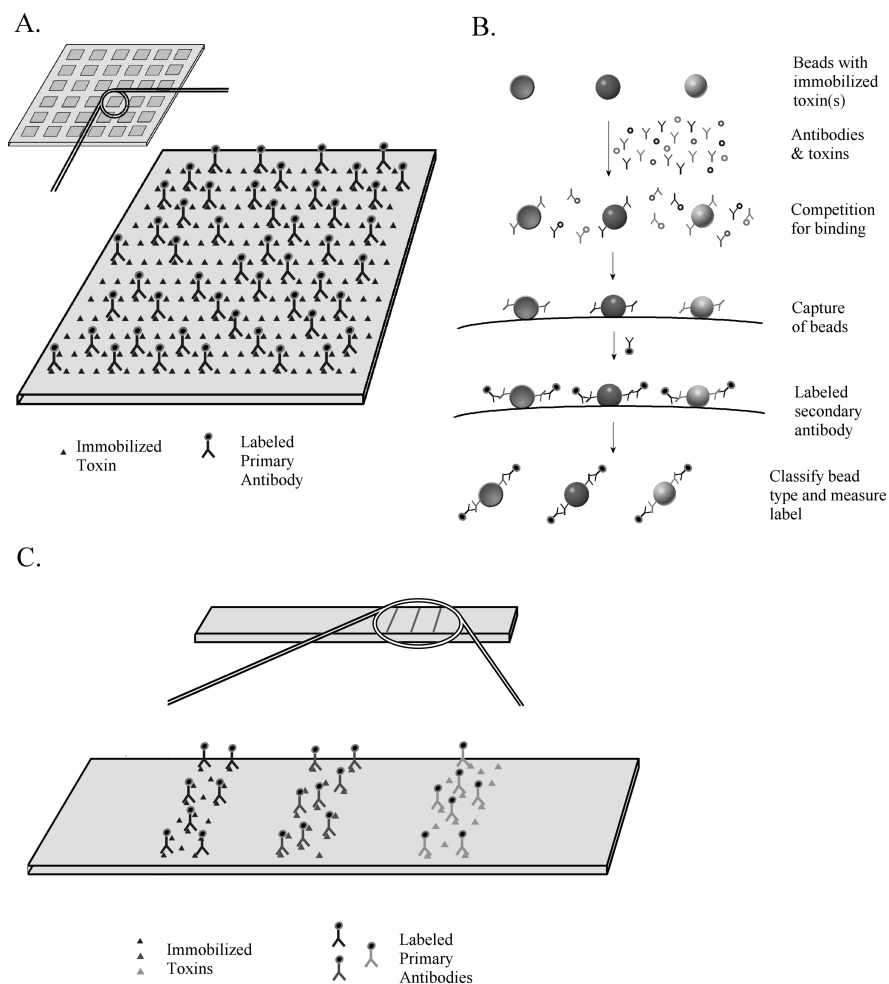 A.
Immobilized
Toxin
Labeled
Primary
Antibody
B.
Beads with
immobilized
toxin(s)
Antibodies
& toxins
Competition
for binding
Capture
of beads
Labeled
secondary
antibody
Classify bead
type and measure
label
C.
Immobilized
Toxins
Labeled
Primary
Antibodies